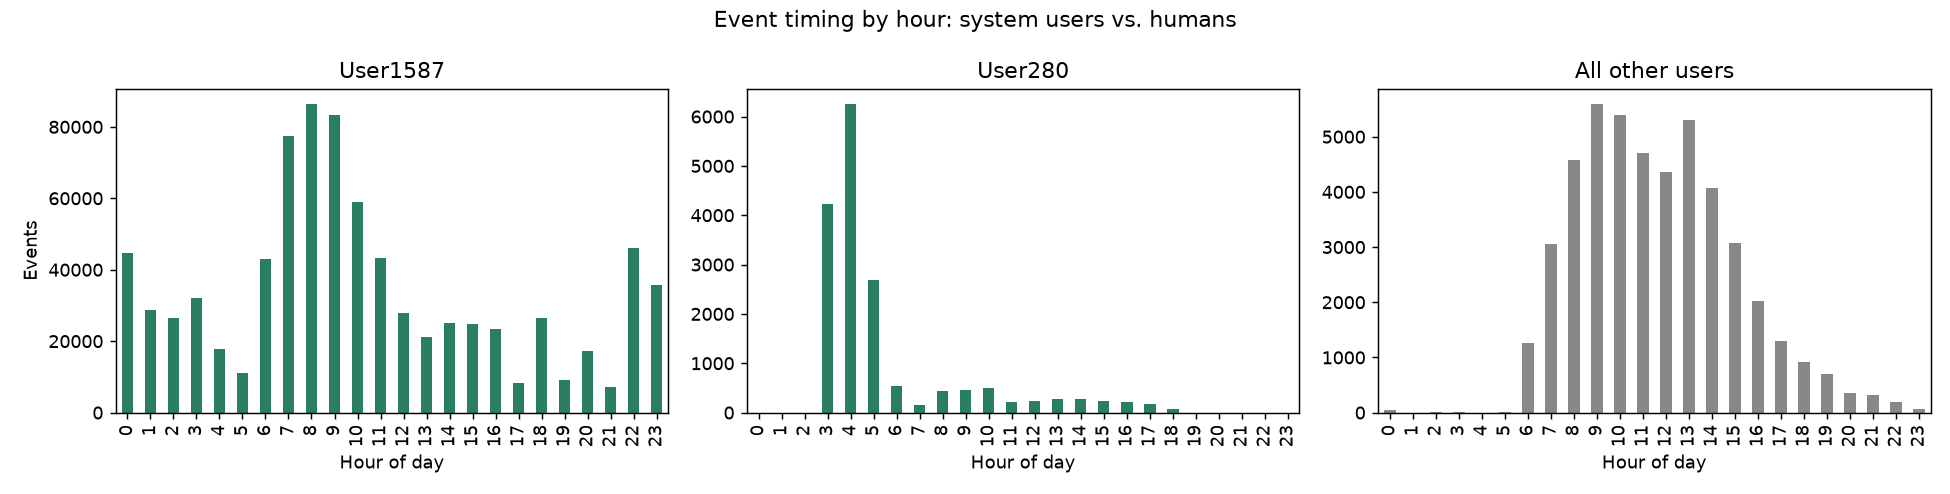 Event timing by hour: system users vs. humans
User1587
Events
80000
60000
40000
20000
0
0 1 2 3 4 5 6 7 8 9 10 11 12 13 14 15 16 17 18 19 20 21 22 23
Hour of day
User280
6000
5000
4000
3000
2000
1000
0
0 1 2 3 4 5 6 7 8 9 10 11 12 13 14 15 16 17 18 19 20 21 22 23
Hour of day
All other users
5000
4000
3000
2000
1000
0
0 1 2 3 4 5 6 7 8 9 10 11 12 13 14 15 16 17 18 19 20 21 22 23
Hour of day